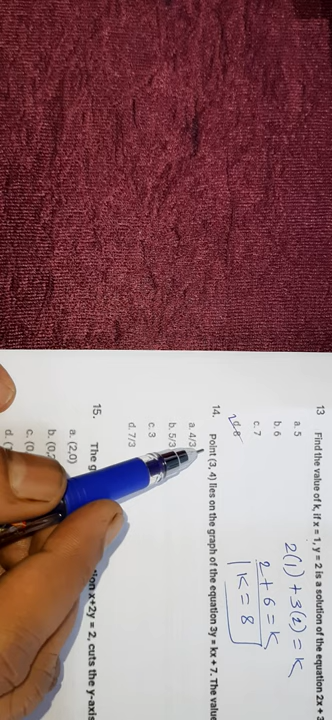 13 Find the value of k, if x = 1, y = 2 is a solution of the equation 2x +
a. 5
b. 6
c. 7
d. 8
2(1) + 3(2) = K
2 + 6 = K
K = 8
14. Point (3, 4) lies on the graph of the equation 3y = kx + 7. The value
a. 4/3
b. 5/3
c. 3
d. 7/3
15. The g
tion x+2y = 2, cuts the y-axis
a. (2,0)
b. (0,
c. (0,
d. (